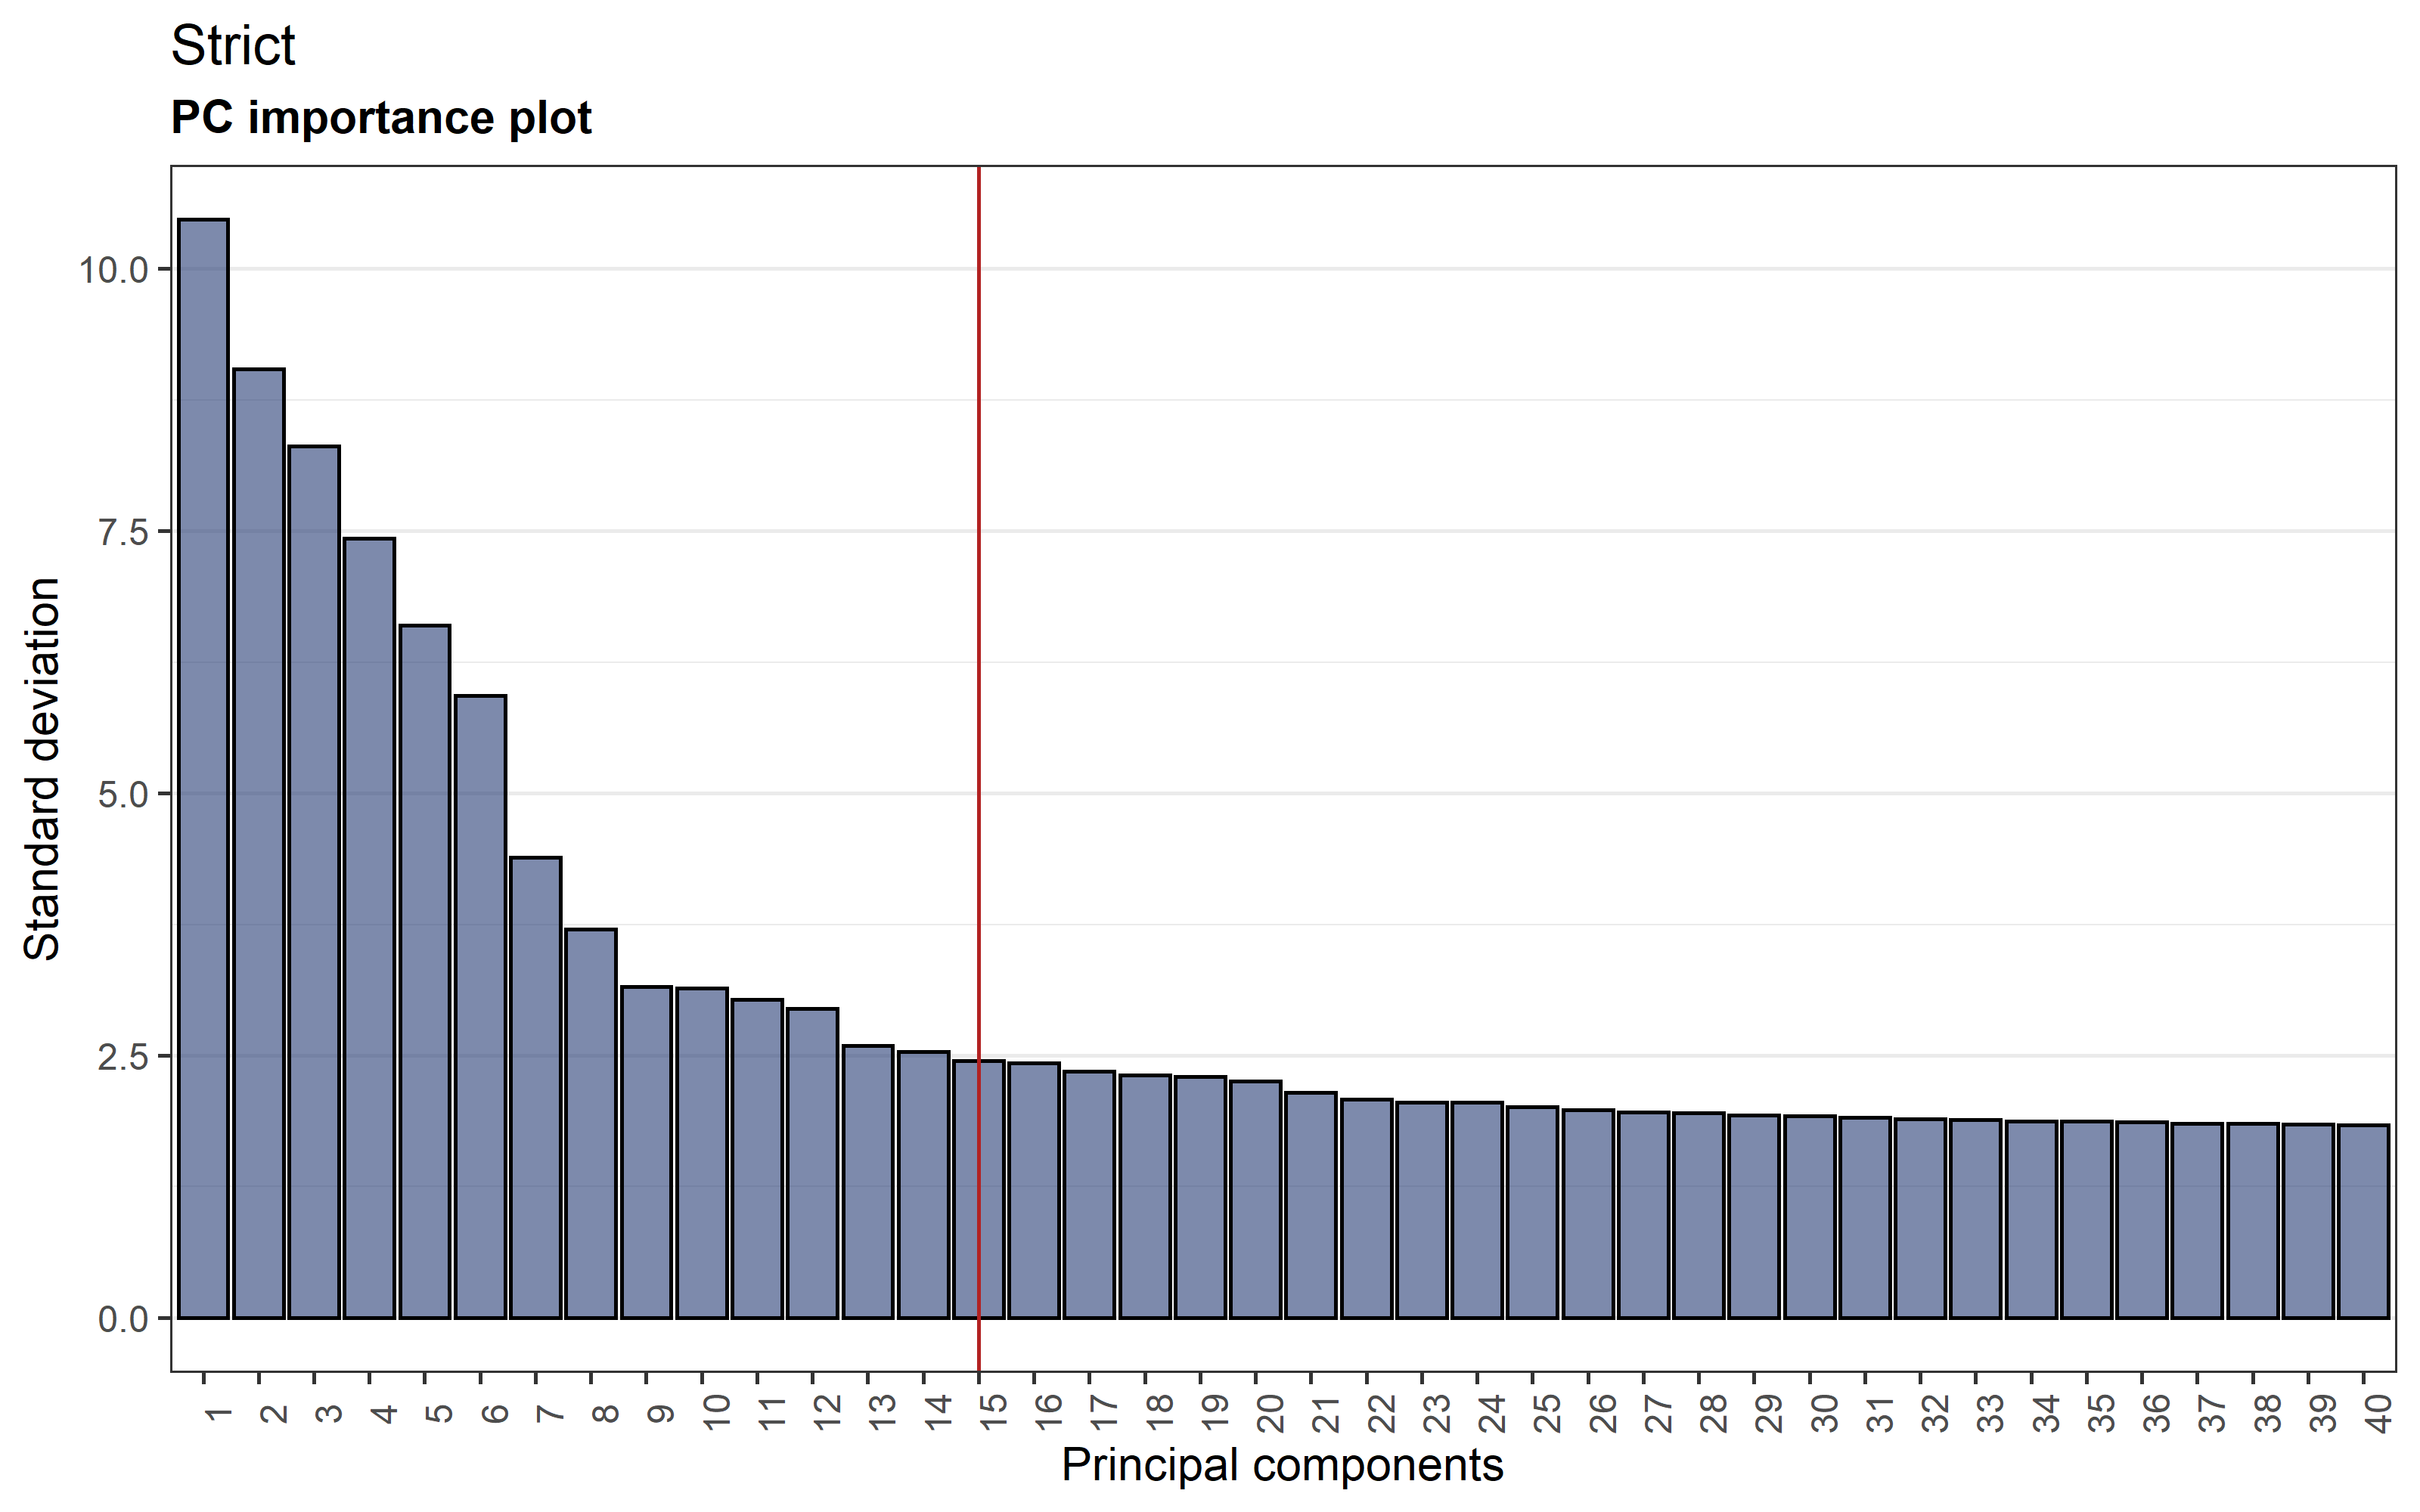 Strict
PC importance plot
Standard deviation
10.0
7.5
5.0
2.5
0.0
1 2 3 4 5 6 7 8 9 10 11 12 13 14 15 16 17 18 19 20 21 22 23 24 25 26 27 28 29 30 31 32 33 34 35 36 37 38 39 40
Principal components